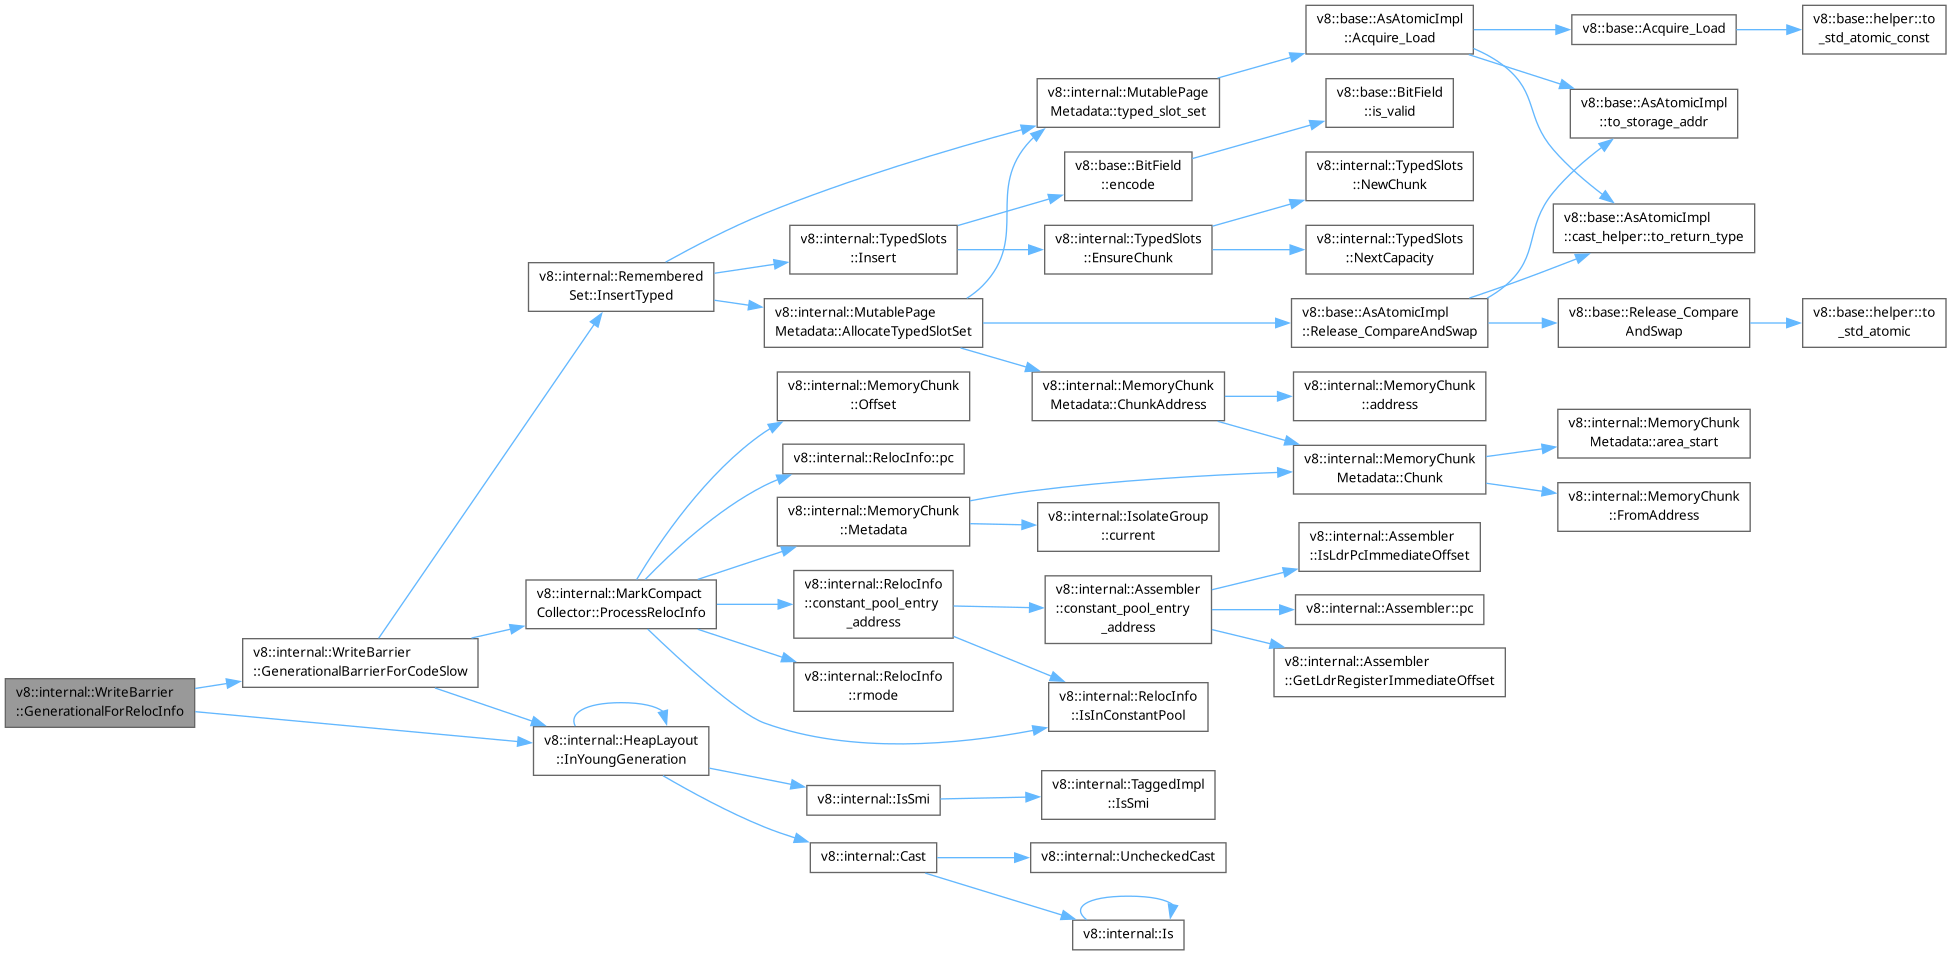 v8::internal::WriteBarrier
::GenerationalForRelocInfo
v8::internal::WriteBarrier
::GenerationalBarrierForCodeSlow
v8::internal::Remembered
Set::InsertTyped
v8::internal::MarkCompact
Collector::ProcessRelocInfo
v8::internal::HeapLayout
::InYoungGeneration
v8::internal::TypedSlots
::Insert
v8::internal::MutablePage
Metadata::AllocateTypedSlotSet
v8::internal::MemoryChunk
::Offset
v8::internal::RelocInfo::pc
v8::internal::MemoryChunk
::Metadata
v8::internal::RelocInfo
::constant_pool_entry
_address
v8::internal::RelocInfo
::rmode
v8::internal::IsSmi
v8::internal::Cast
v8::internal::MutablePage
Metadata::typed_slot_set
v8::base::BitField
::encode
v8::internal::TypedSlots
::EnsureChunk
v8::internal::MemoryChunk
Metadata::ChunkAddress
v8::internal::IsolateGroup
::current
v8::internal::Assembler
::constant_pool_entry
_address
v8::internal::RelocInfo
::IsInConstantPool
v8::internal::TaggedImpl
::IsSmi
v8::internal::UncheckedCast
v8::internal::Is
v8::base::AsAtomicImpl
::Acquire_Load
v8::base::BitField
::is_valid
v8::internal::TypedSlots
::NewChunk
v8::internal::TypedSlots
::NextCapacity
v8::base::AsAtomicImpl
::Release_CompareAndSwap
v8::internal::MemoryChunk
::address
v8::internal::MemoryChunk
Metadata::Chunk
v8::internal::Assembler
::IsLdrPcImmediateOffset
v8::internal::Assembler::pc
v8::internal::Assembler
::GetLdrRegisterImmediateOffset
v8::base::Acquire_Load
v8::base::AsAtomicImpl
::to_storage_addr
v8::base::AsAtomicImpl
::cast_helper::to_return_type
v8::base::Release_Compare
AndSwap
v8::internal::MemoryChunk
Metadata::area_start
v8::internal::MemoryChunk
::FromAddress
v8::base::helper::to
_std_atomic_const
v8::base::helper::to
_std_atomic